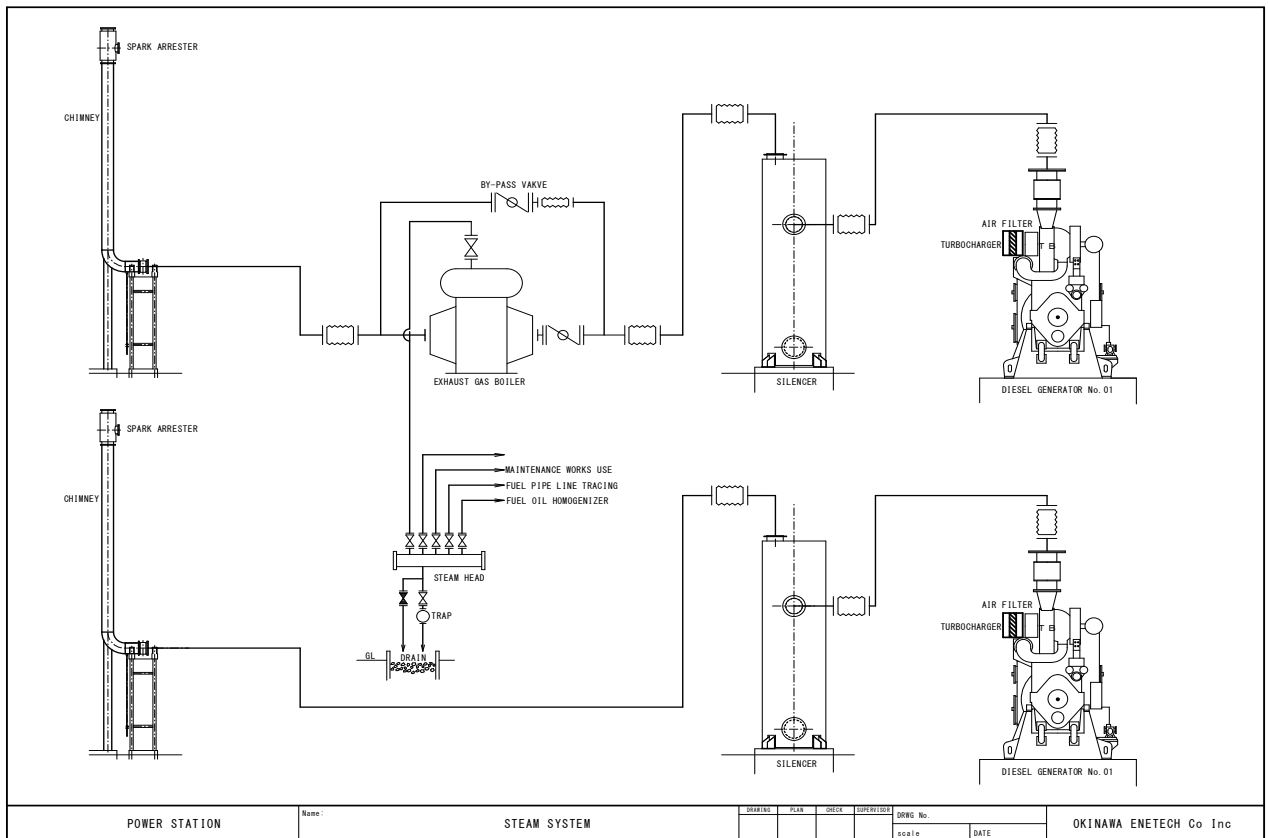 SPARK ARRESTER
CHIMNEY
BY-PASS VAKVE
AIR FILTER
TURBOCHARGER
T B
EXHAUST GAS BOILER
SILENCER
DIESEL GENERATOR No.01
SPARK ARRESTER
CHIMNEY
MAINTENANCE WORKS USE
FUEL PIPE LINE TRACING
FUEL OIL HOMOGENIZER
STEAM HEAD
TRAP
GL
DRAIN
AIR FILTER
TURBOCHARGER
T B
SILENCER
DIESEL GENERATOR No.01
POWER STATION
Name:
STEAM SYSTEM
DRAWING
PLAN
CHECK
SUPERVISOR
DRWG No.
scale
DATE
OKINAWA ENETECH Co Inc